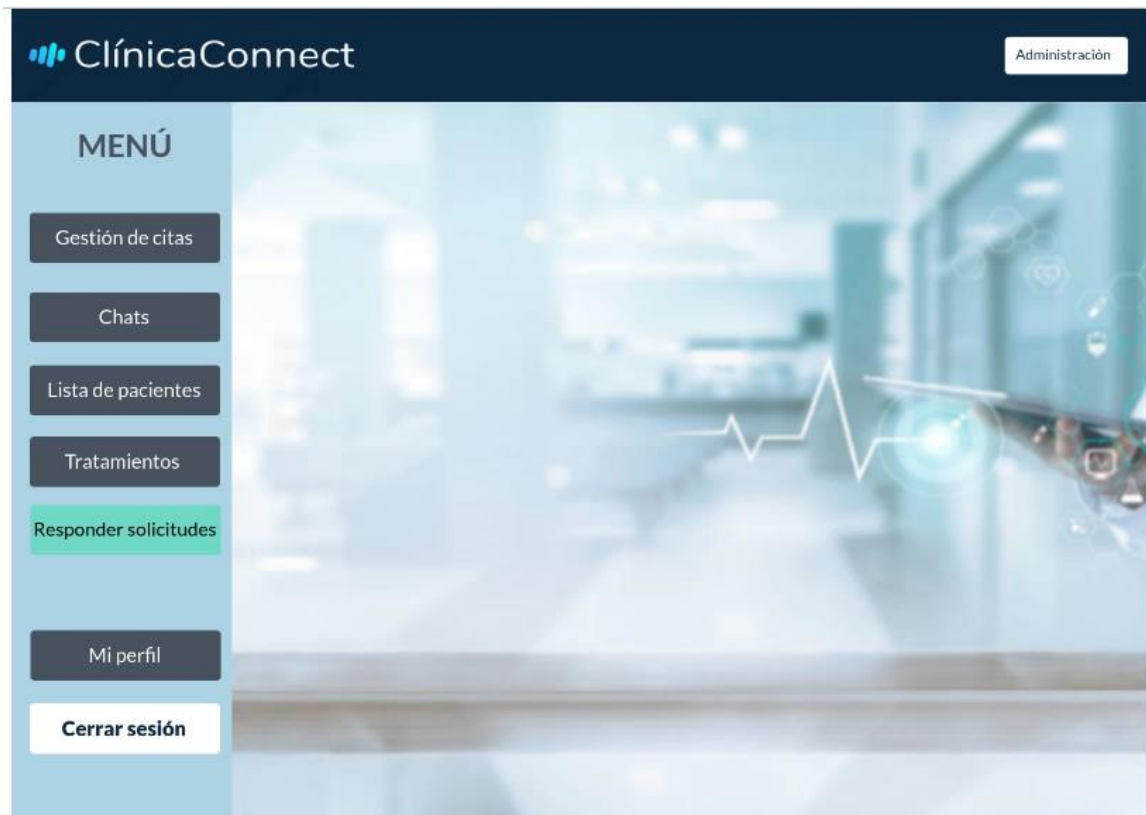 ClínicaConnect
Administración
MENÚ
Gestión de citas
Chats
Lista de pacientes
Tratamientos
Responder solicitudes
Mi perfil
Cerrar sesión